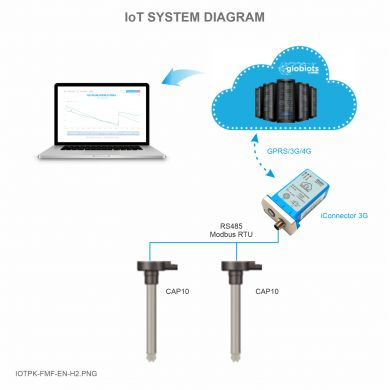 IoT SYSTEM DIAGRAM
globiots
GPRS/3G/4G
iConnector 3G
RS485
Modbus RTU
CAP10
CAP10
IOTPK-FMF-EN-H2.PNG